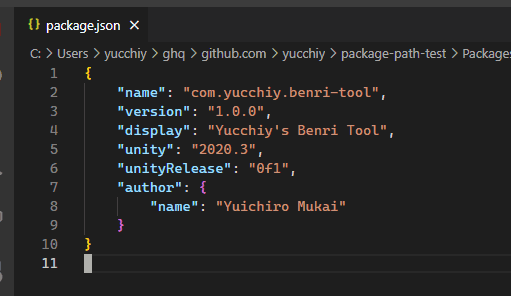 {} package.json ×
C: > Users > yucchiy > ghq > github.com > yucchiy > package-path-test > Packages
1 {
2 "name": "com.yucchiy.benri-tool",
3 "version": "1.0.0",
4 "display": "Yucchiy's Benri Tool",
5 "unity": "2020.3",
6 "unityRelease": "0f1",
7 "author": {
8 "name": "Yuichiro Mukai"
9 }
10 }
11